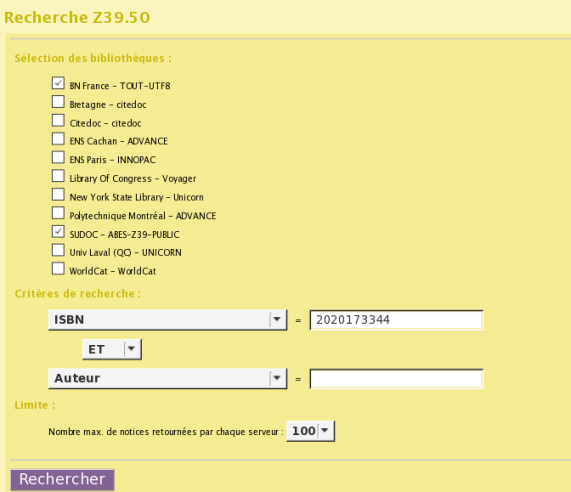 Recherche Z39.50
Sélection des bibliothèques :
BN France - TOUT-UTF8
Bretagne - citedoc
Citedoc - citedoc
ENS Cachan - ADVANCE
ENS Paris - INNOPAC
Library Of Congress - Voyager
New York State Library - Unicorn
Polytechnique Montréal - ADVANCE
SUDOC - ABES-Z39-PUBLIC
Univ Laval (QC) - UNICORN
WorldCat - WorldCat
Critères de recherche :
ISBN = 2020173344
ET
Auteur =
Limite :
Nombre max. de notices retournées par chaque serveur : 100
Rechercher